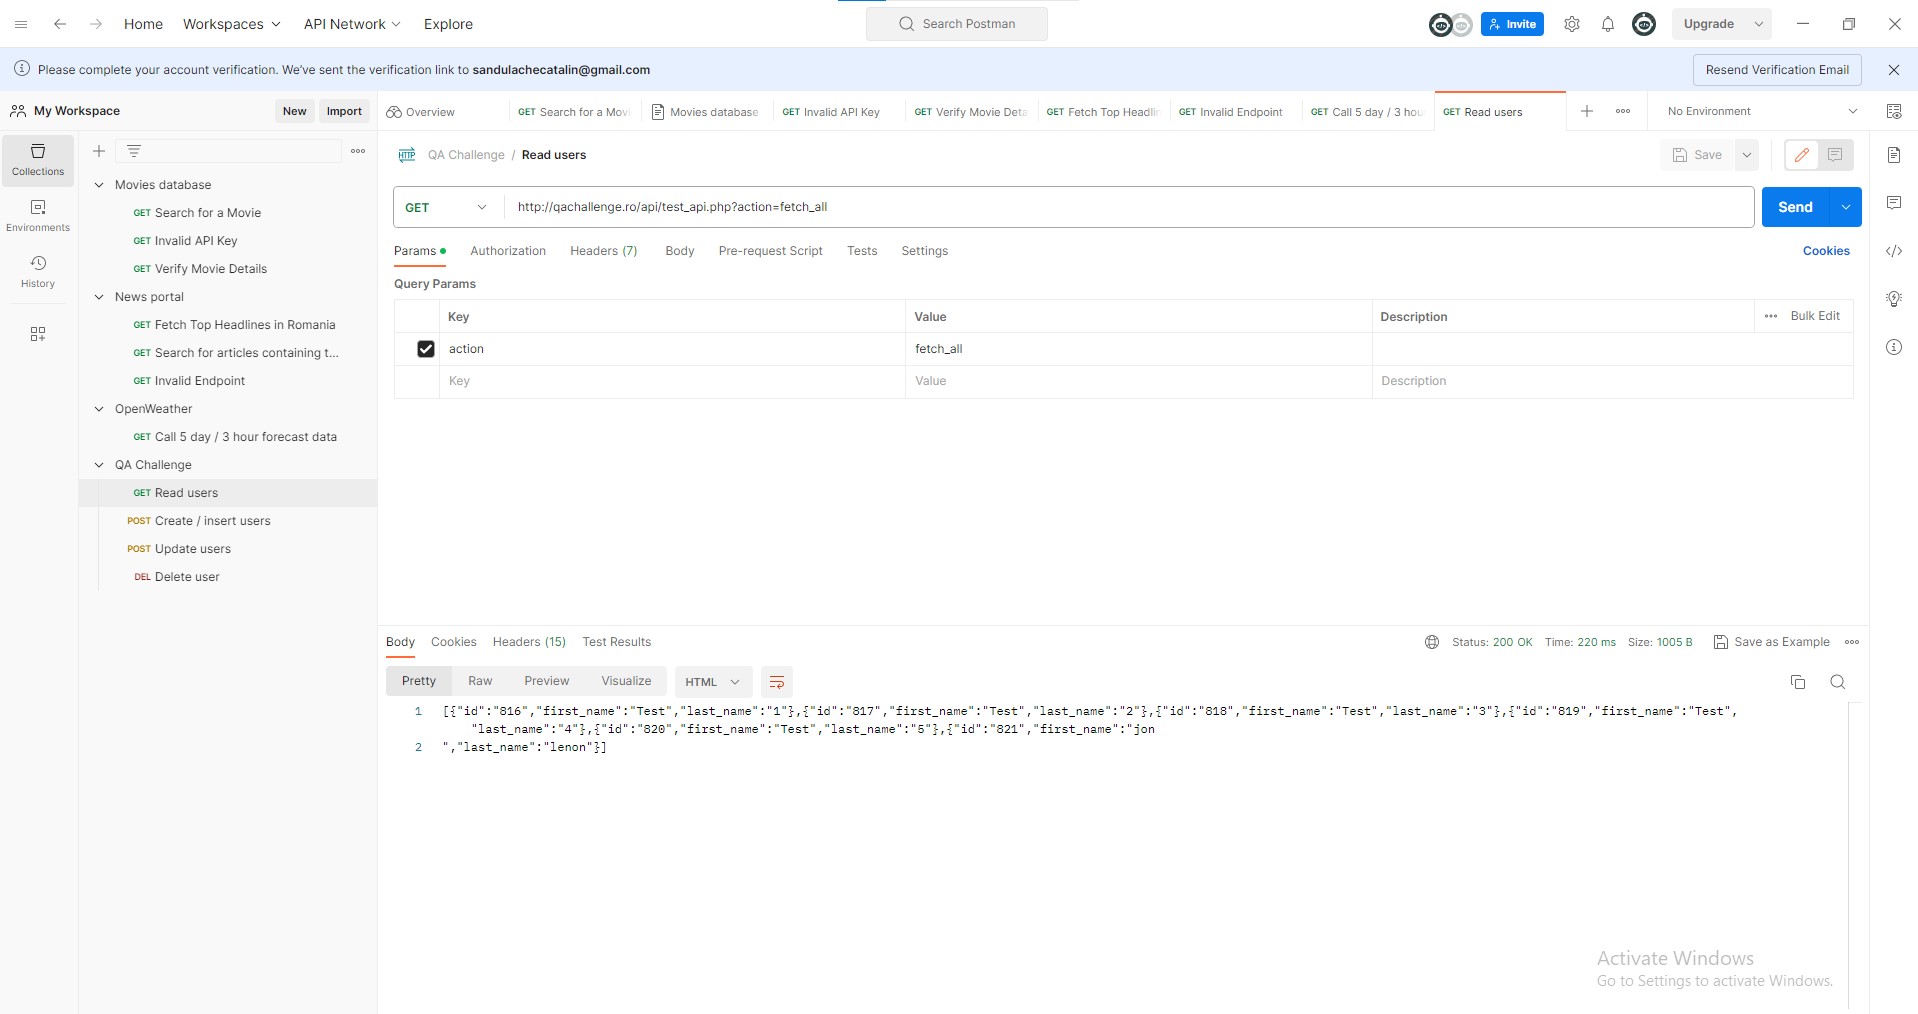 Home Workspaces API Network Explore Search Postman Invite Upgrade
Please complete your account verification. We've sent the verification link to sandulachecatalin@gmail.com Resend Verification Email
My Workspace New Import
Overview GET Search for a Movi Movies database GET Invalid API Key GET Verify Movie Deta GET Fetch Top Headlin GET Invalid Endpoint GET Call 5 day / 3 hou GET Read users No Environment
Collections
Environments
History
Movies database
GET Search for a Movie
GET Invalid API Key
GET Verify Movie Details
News portal
GET Fetch Top Headlines in Romania
GET Search for articles containing t...
GET Invalid Endpoint
OpenWeather
GET Call 5 day / 3 hour forecast data
QA Challenge
GET Read users
POST Create / insert users
POST Update users
DEL Delete user
HTTP QA Challenge / Read users Save
GET http://qachallenge.ro/api/test_api.php?action=fetch_all Send
Params Authorization Headers (7) Body Pre-request Script Tests Settings Cookies
Query Params
Key Value Description Bulk Edit
action fetch_all
Key Value Description
Body Cookies Headers (15) Test Results Status: 200 OK Time: 220 ms Size: 1005 B Save as Example
Pretty Raw Preview Visualize HTML
1 [{"id":"816","first_name":"Test","last_name":"1"},{"id":"817","first_name":"Test","last_name":"2"},{"id":"818","first_name":"Test","last_name":"3"},{"id":"819","first_name":"Test",
"last_name":"4"},{"id":"820","first_name":"Test","last_name":"5"},{"id":"821","first_name":"jon
2 ","last_name":"lenon"}]
Activate Windows
Go to Settings to activate Windows.